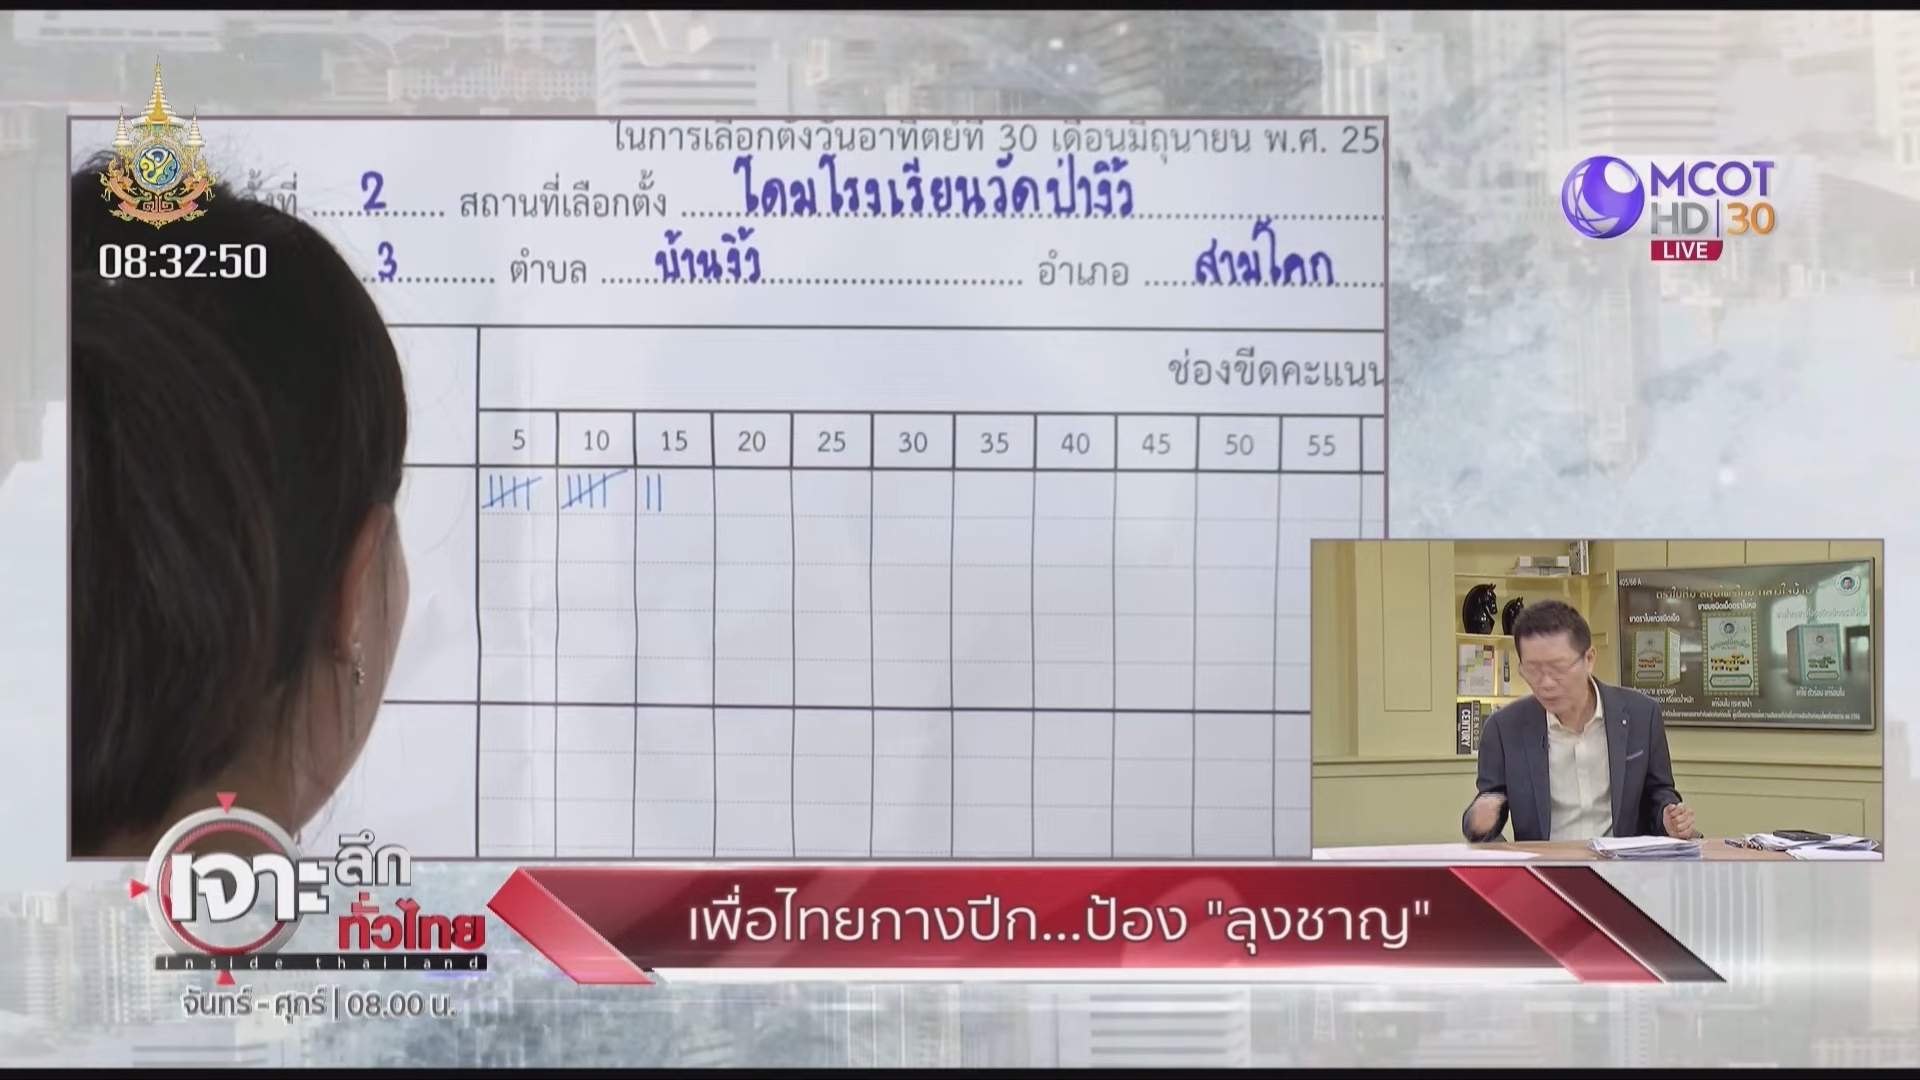 ในการเลือกตั้งวันอาทิตย์ที่ 30 เดือนมิถุนายน พ.ศ. 25
2 สถานที่เลือกตั้ง โดมโรงเรียนวัดป่างิ้ว
3 ตำบล บ้านงิ้ว อำเภอ สามโคก
ช่องขีดคะแนน
5 10 15 20 25 30 35 40 45 50 55
08:32:50
MCOT
HD 30
LIVE
CENTURY
เจาะลึก
ทั่วไทย
inside thailand
จันทร์ - ศุกร์ | 08.00 น.
เพื่อไทยกางปีก...ป้อง "ลุงชาญ"